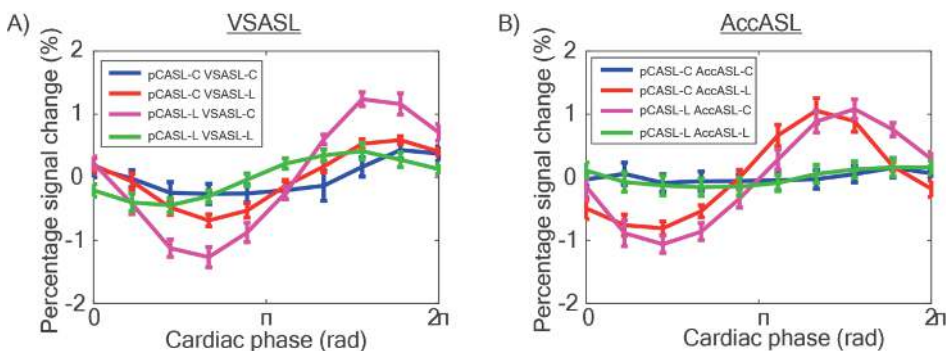 A)
VSASL
Percentage signal change (%)
2
1
0
-1
-2
pCASL-C VSASL-C
pCASL-C VSASL-L
pCASL-L VSASL-C
pCASL-L VSASL-L
0
п
2п
Cardiac phase (rad)
B)
AccASL
Percentage signal change (%)
2
1
0
-1
-2
pCASL-C AccASL-C
pCASL-C AccASL-L
pCASL-L AccASL-C
pCASL-L AccASL-L
0
п
2п
Cardiac phase (rad)